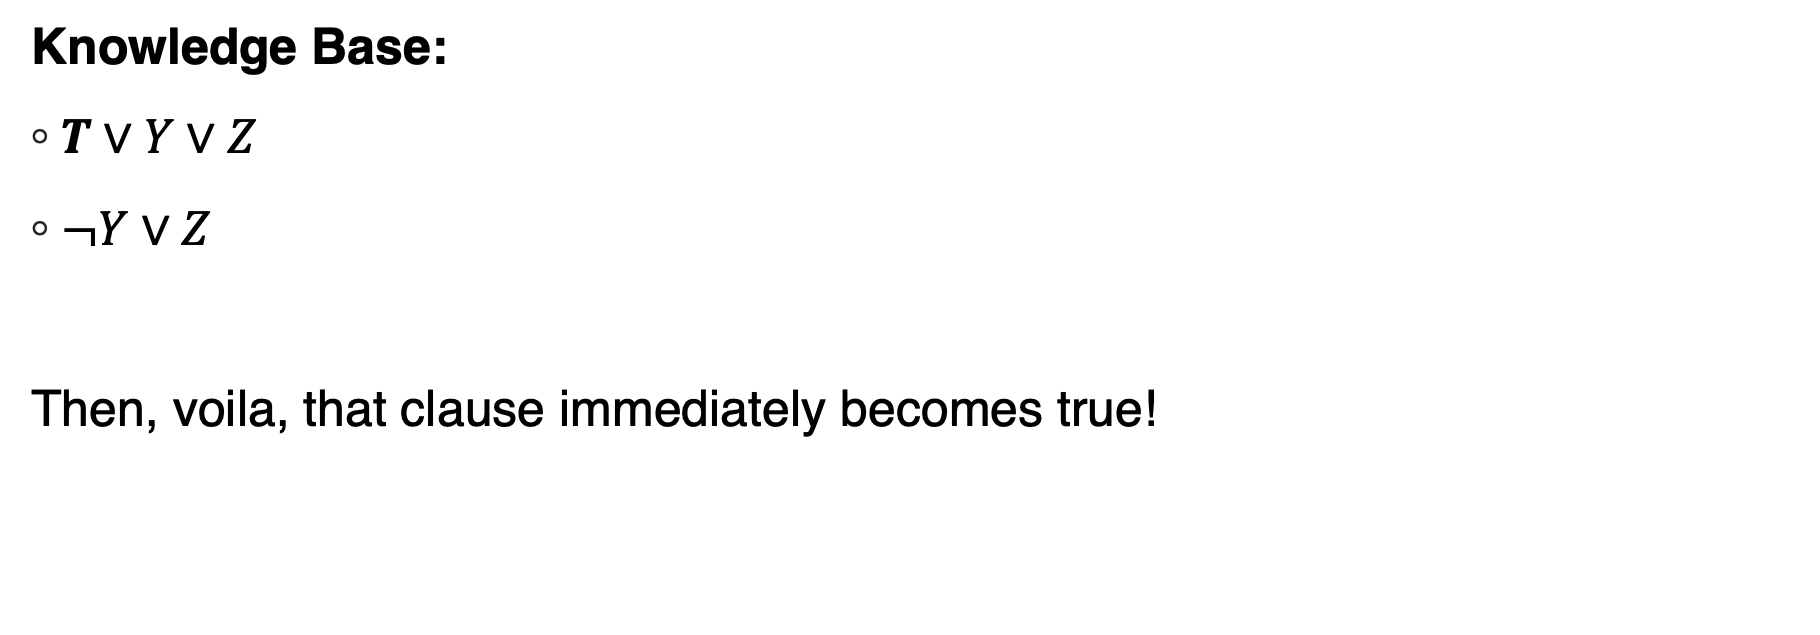 Knowledge Base:
∘ T ∨ Y ∨ Z
∘ ¬Y ∨ Z
Then, voila, that clause immediately becomes true!